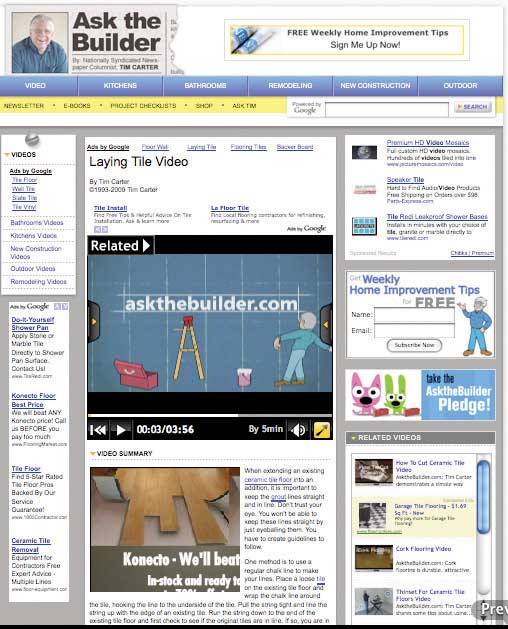 Ask the
Builder
By: Nationally Syndicated News-
paper Columnist, TIM CARTER
FREE Weekly Home Improvement Tips
Sign Me Up Now!
VIDEO
KITCHENS
BATHROOMS
REMODELING
NEW CONSTRUCTION
OUTDOOR
NEWSLETTER • E-BOOKS • PROJECT CHECKLISTS • SHOP • ASK TIM
Powered by
Google
SEARCH
VIDEOS
Ads by Google
Tile Floor
Wall Tile
Slate Tile
Tile Vinyl
Bathrooms Videos
Kitchens Videos
New Construction
Videos
Outdoor Videos
Remodeling Videos
Ads by Google
Do-It-Yourself
Shower Pan
Apply Stone or
Marble Tile
Directly to Shower
Pan Surface.
Contact Us!
www.TileRedi.com
Konecto Floor
Best Price
We will beat ANY
Konecto price! Call
us BEFORE you
pay too much
www.FlooringMarket.com
Tile Floor
Find 5-Star Rated
Tile Floor Pros
Backed By Our
Service
Guarantee!
www.1800Contractor.com
Ceramic Tile
Removal
Equipment for
Contractors Free
Expert Advice -
Multiple Lines
www.floor-equipment.com
Ads by Google
Floor Wall
Laying Tile
Flooring Tiles
Backer Board
Laying Tile Video
By Tim Carter
©1993-2009 Tim Carter
Tile Install
Find Free Tips & Helpful Advice On Tile
Installation. Ask & learn more
La Floor Tile
Find Local flooring contractors for refinishing,
resurfacing & more
Ads by Google
Related
askthebuilder.com
00:03/03:56
By 5min
VIDEO SUMMARY
Konecto - We'll beat
In-stock and ready to
When extending an existing
ceramic tile floor into an
addition, it is important to
keep the grout lines straight
and in line. Don't trust your
eye. You won't be able to
keep these lines straight by
just eyeballing them. You
have to create guidelines to
follow.
One method is to use a
regular chalk line to make
your lines. Place a loose tile
on the existing tile floor and
wrap the chalk line around
the tile, hooking the line to the underside of the tile. Pull the string tight and line the
string up with the edge of an existing tile. Run the string down to the end of the
existing tile floor and first check to see if the original tiles are in line. If so, you are in
Premium HD Video Mosaics
Full custom HD video mosaics.
Hundreds of videos tiled into one
www.picturemosaics.com/video
Speaker Tile
Hard to Find Audio/Video Products
Free Shipping on Orders over $98.
Parts-Express.com
Tile Redi Leakproof Shower Bases
Installs in minutes with your choice of
tile, granite or marble directly to
www.tileredi.com
Sponsored Results
Chitika | Premium
Get Weekly
Home Improvement Tips
for FREE
Name:
Email:
Subscribe Now
take the
AsktheBuilder
Pledge!
RELATED VIDEOS
How To Cut Ceramic Tile
Video
AsktheBuilder.com: Tim Carter
demonstrates a simple way
Garage Tile Flooring - $1.69
Sq Ft - New
Why pay more for Garage Tile
flooring?
Cork Flooring Video
AsktheBuilder.com: Cork
flooring is durable, attractive,
Thinset For Ceramic Tile
Floors Video
AsktheBuilder.com: Tim Carter
shares some tips about using
Prev